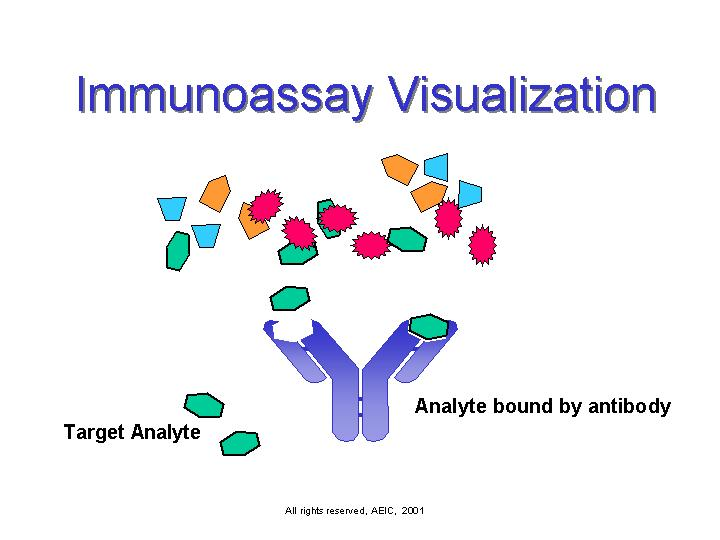 Immunoassay Visualization
Analyte bound by antibody
Target Analyte
All rights reserved, AEIC, 2001